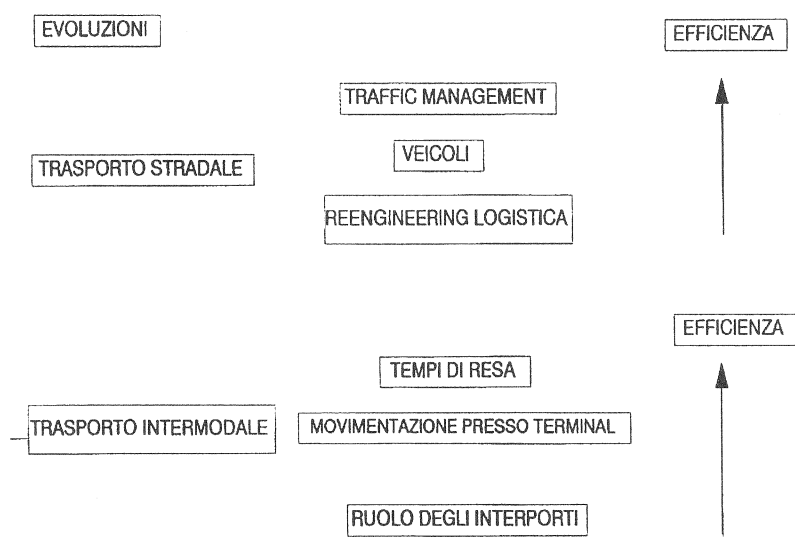 EVOLUZIONI
EFFICIENZA
TRAFFIC MANAGEMENT
VEICOLI
TRASPORTO STRADALE
REENGINEERING LOGISTICA
EFFICIENZA
TEMPI DI RESA
TRASPORTO INTERMODALE
MOVIMENTAZIONE PRESSO TERMINAL
RUOLO DEGLI INTERPORTI